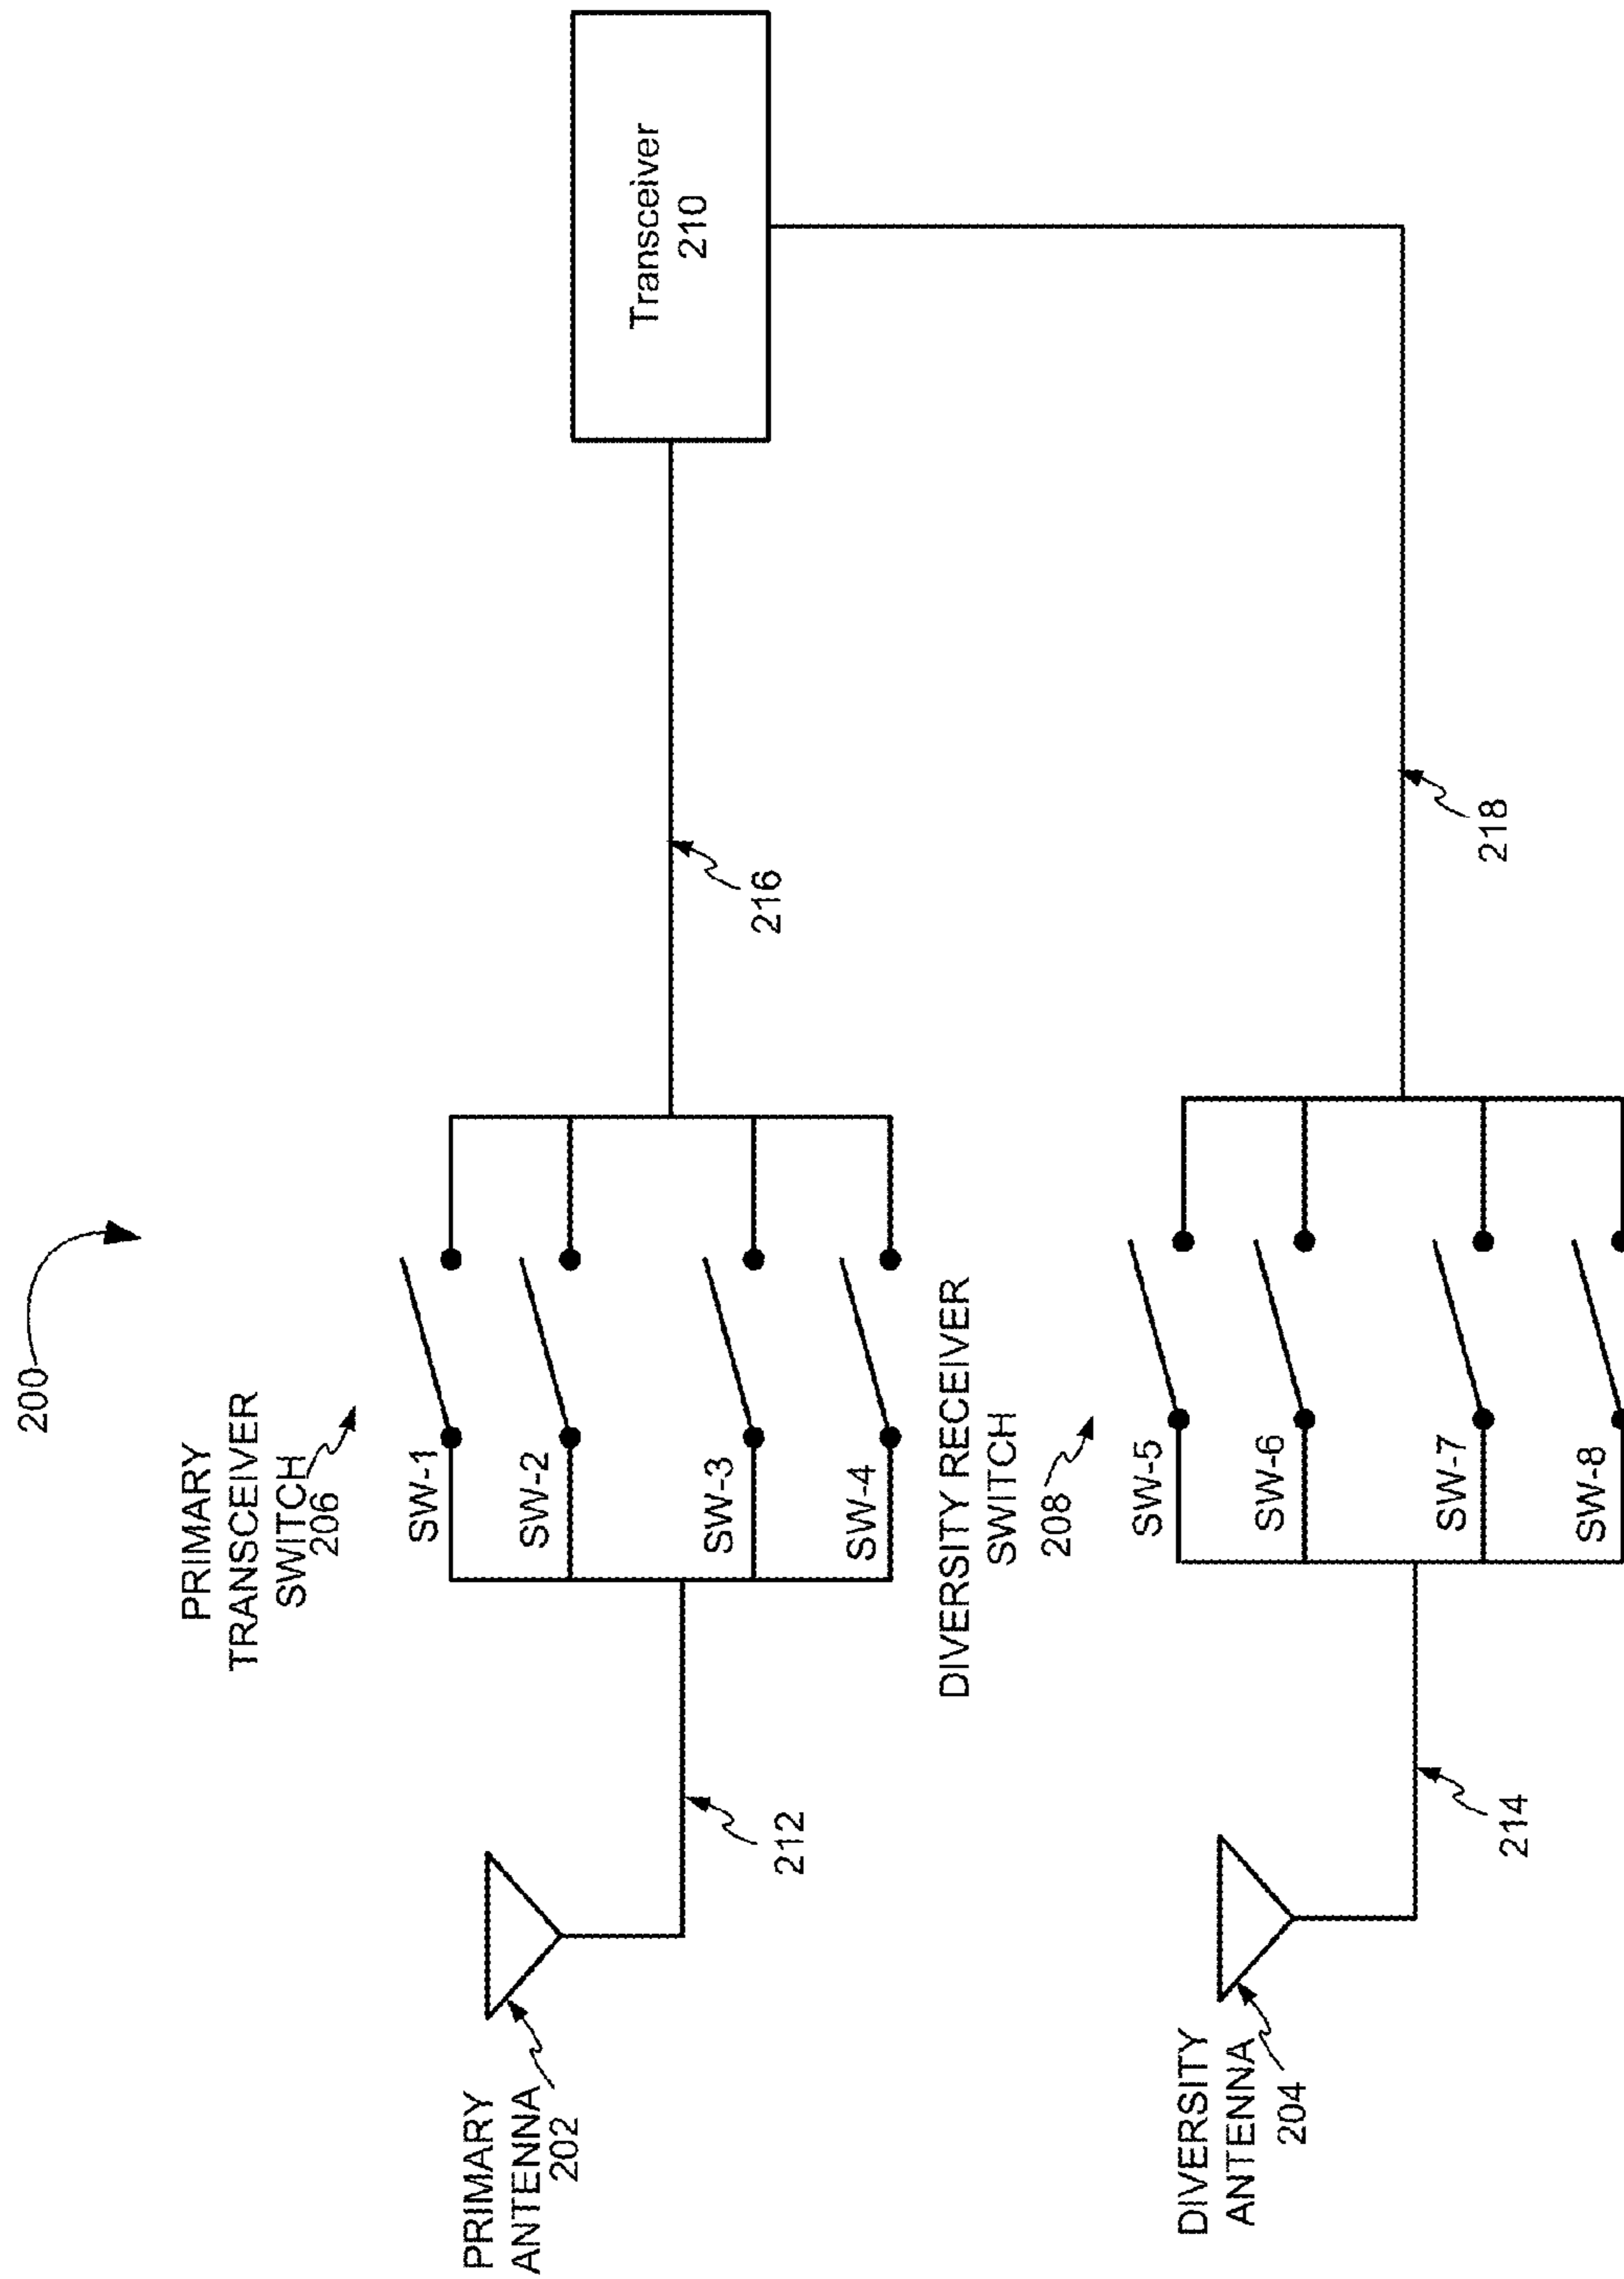 200
PRIMARY
TRANSCEIVER
SWITCH
206
SW-1
SW-2
SW-3
SW-4
PRIMARY
ANTENNA
202
212
216
Transceiver
210
DIVERSITY RECEIVER
SWITCH
208
SW-5
SW-6
SW-7
SW-8
DIVERSITY
ANTENNA
204
214
218